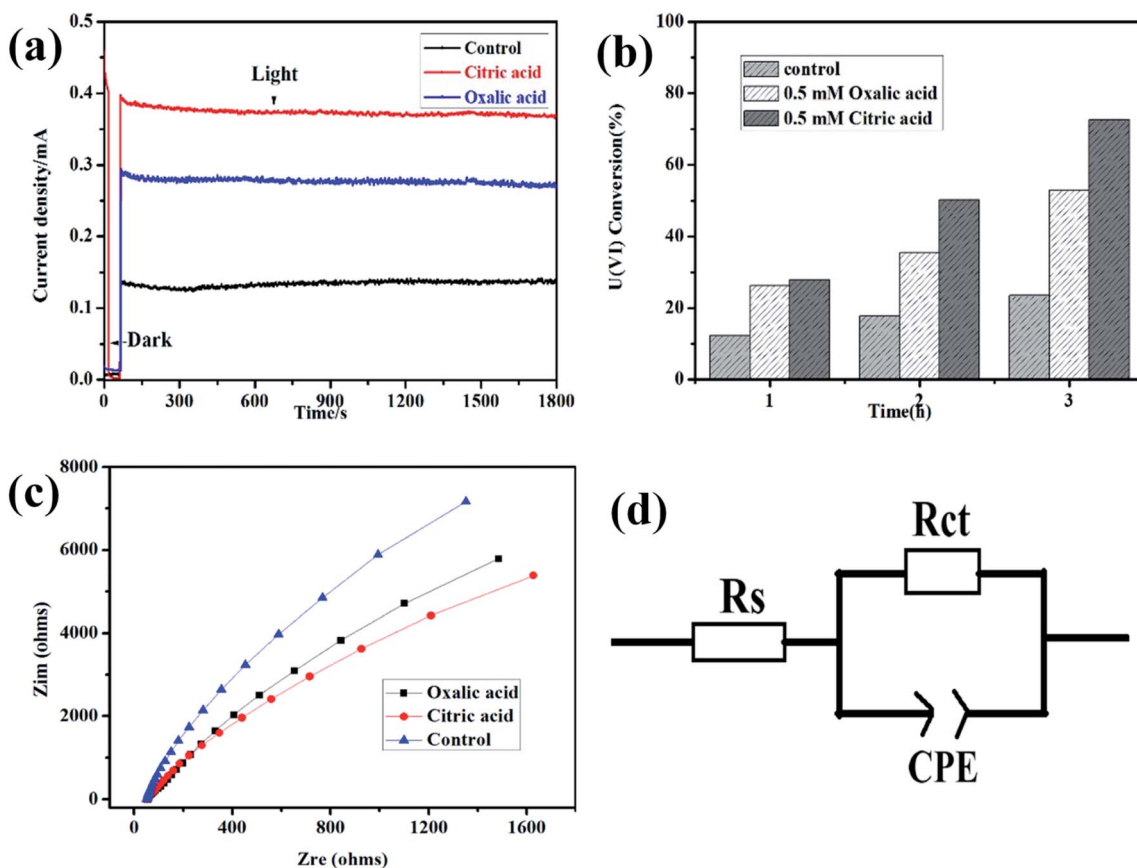 (a)
Current density/mA
0.5
0.4
0.3
0.2
0.1
0.0
Control
Citric acid
Oxalic acid
Light
Dark
0
300
600
900
1200
1500
1800
Time/s
(b)
U(VI) Conversion(%)
100
80
60
40
20
0
control
0.5 mM Oxalic acid
0.5 mM Citric acid
1
2
3
Time(h)
(c)
Zim (ohms)
8000
6000
4000
2000
0
Oxalic acid
Citric acid
Control
0
400
800
1200
1600
Zre (ohms)
(d)
Rct
Rs
CPE